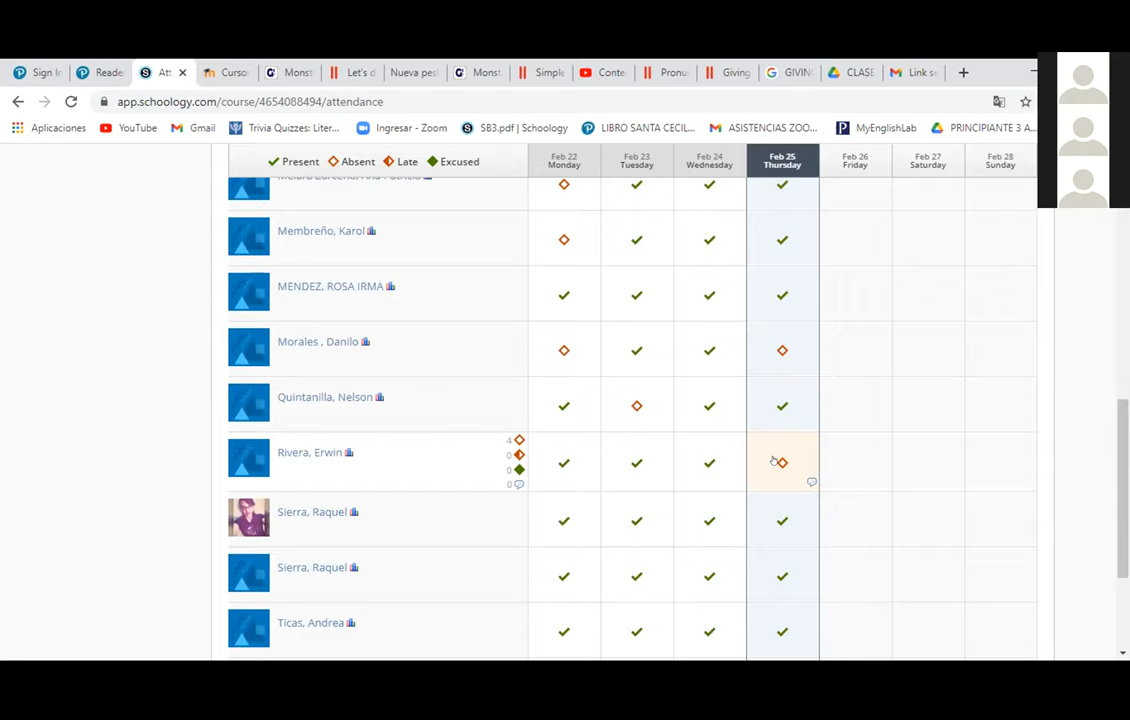 Sign In
Reade
Att
Curso
Monst
Let's d
Nueva pes
Monst
Simple
Conte
Pronu
Giving
GIVIN
CLASE
Link se
app.schoology.com/course/4654088494/attendance
Aplicaciones
YouTube
Gmail
Trivia Quizzes: Liter...
Ingresar - Zoom
SB3.pdf | Schoology
LIBRO SANTA CECIL...
ASISTENCIAS ZOO...
MyEnglishLab
PRINCIPIANTE 3 A...
Present Absent Late Excused
Feb 22 Monday
Feb 23 Tuesday
Feb 24 Wednesday
Feb 25 Thursday
Feb 26 Friday
Feb 27 Saturday
Feb 28 Sunday
Membreño, Karol
MENDEZ, ROSA IRMA
Morales , Danilo
Quintanilla, Nelson
Rivera, Erwin
4
0
0
0
Sierra, Raquel
Sierra, Raquel
Ticas, Andrea